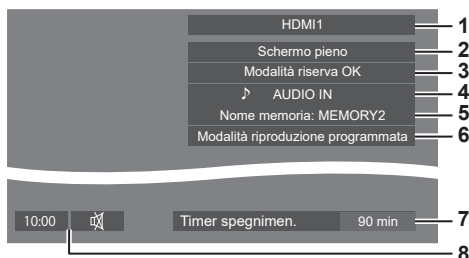 HDMI1 1
Schermo pieno 2
Modalità riserva OK 3
AUDIO IN 4
Nome memoria: MEMORY2 5
Modalità riproduzione programmata 6
10:00 Timer spegnimen. 90 min 7
8